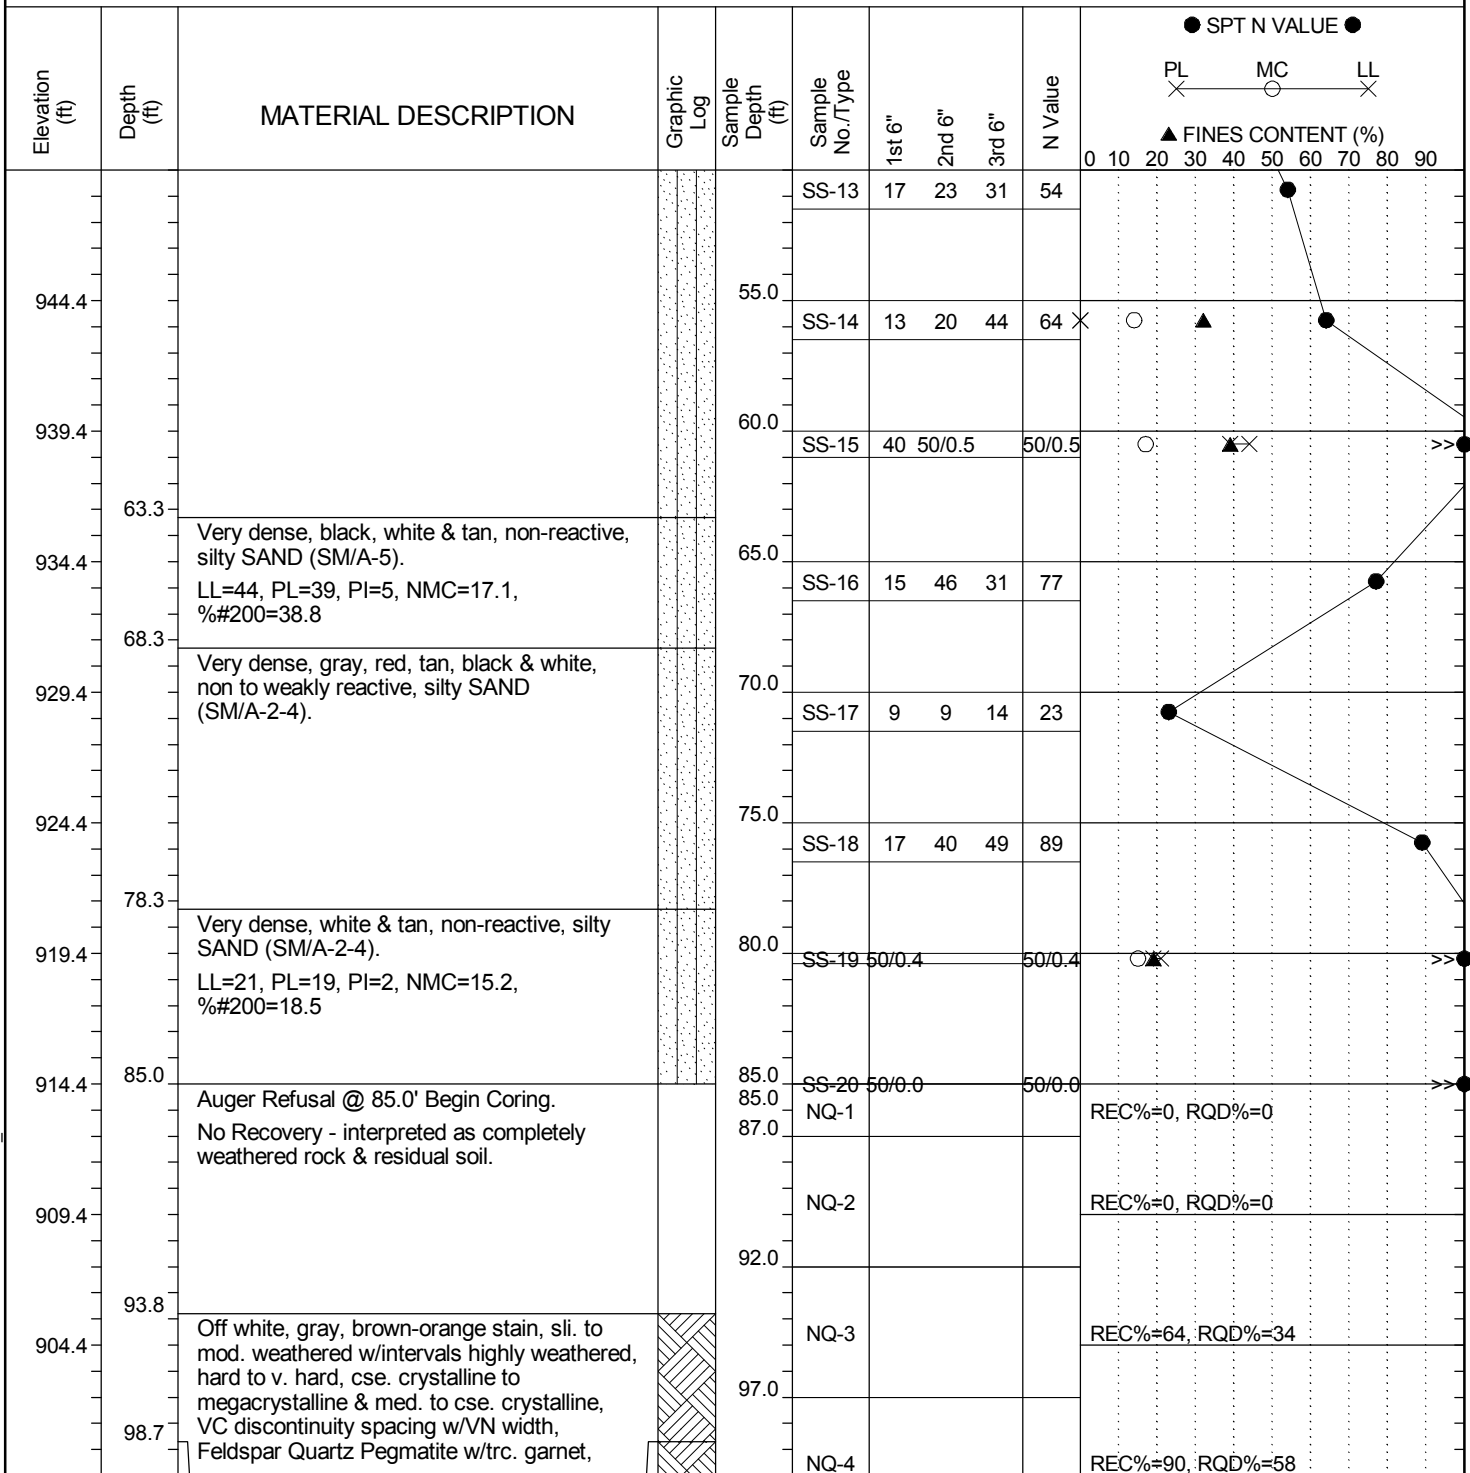 Elevation (ft)
Depth (ft)
MATERIAL DESCRIPTION
Graphic Log
Sample Depth (ft)
Sample No./Type
1st 6"
2nd 6"
3rd 6"
N Value
● SPT N VALUE ●
PL MC LL
▲ FINES CONTENT (%)
0 10 20 30 40 50 60 70 80 90
SS-13 17 23 31 54
944.4 55.0
SS-14 13 20 44 64
939.4 60.0
SS-15 40 50/0.5 50/0.5 >>
63.3
Very dense, black, white & tan, non-reactive,
silty SAND (SM/A-5).
934.4 65.0
LL=44, PL=39, PI=5, NMC=17.1,
%#200=38.8
SS-16 15 46 31 77
68.3
Very dense, gray, red, tan, black & white,
non to weakly reactive, silty SAND
(SM/A-2-4).
929.4 70.0
SS-17 9 9 14 23
924.4 75.0
SS-18 17 40 49 89
78.3
Very dense, white & tan, non-reactive, silty
SAND (SM/A-2-4).
919.4 80.0
SS-19 50/0.4 50/0.4 >>
LL=21, PL=19, PI=2, NMC=15.2,
%#200=18.5
914.4 85.0 85.0
SS-20 50/0.0 50/0.0 >>
Auger Refusal @ 85.0' Begin Coring.
85.0
NQ-1 REC%=0, RQD%=0
87.0
No Recovery - interpreted as completely
weathered rock & residual soil.
NQ-2 REC%=0, RQD%=0
909.4
92.0
93.8
Off white, gray, brown-orange stain, sli. to
mod. weathered w/intervals highly weathered,
904.4 NQ-3 REC%=64, RQD%=34
hard to v. hard, cse. crystalline to
megacrystalline & med. to cse. crystalline,
97.0
VC discontinuity spacing w/VN width,
98.7
Feldspar Quartz Pegmatite w/trc. garnet,
NQ-4 REC%=90, RQD%=58